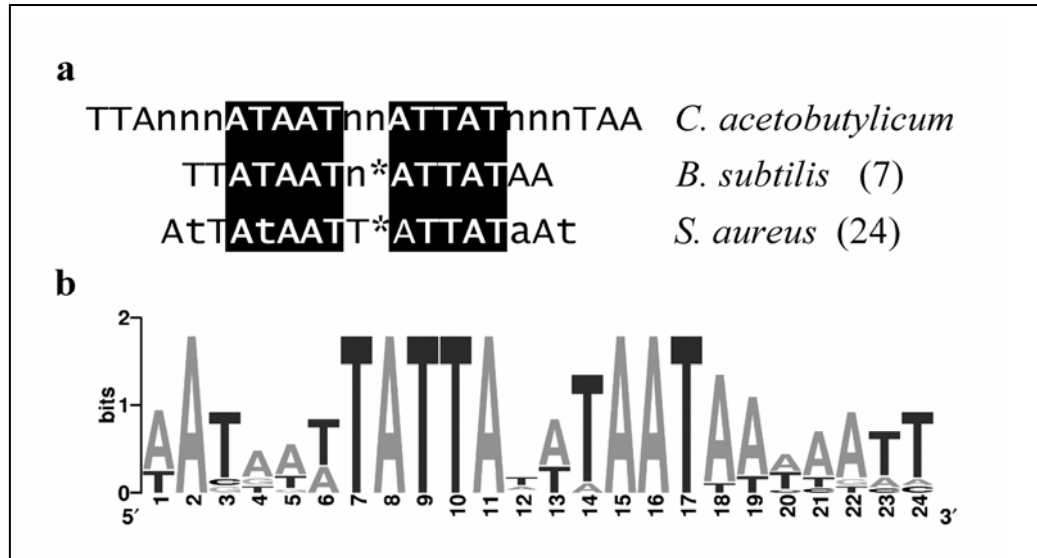 a
TTAnnnATAATnnATTATnnnTAA C. acetobutylicum
TTATAATn*ATTATAA B. subtilis (7)
AtTAtAATT*ATTATaAt S. aureus (24)
b
2
1
0
bits
5′ 1 2 3 4 5 6 7 8 9 10 11 12 13 14 15 16 17 18 19 20 21 22 23 24 3′